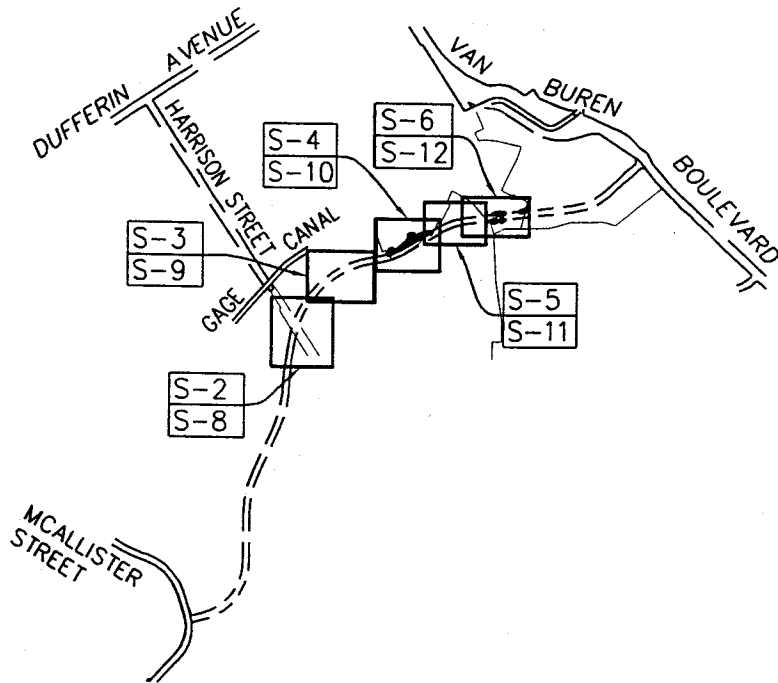 DUFFERIN AVENUE
VAN BUREN BOULEVARD
HARRISON STREET
S-6
S-12
S-4
S-10
GAGE CANAL
S-3
S-9
S-5
S-11
S-2
S-8
MCALLISTER
STREET